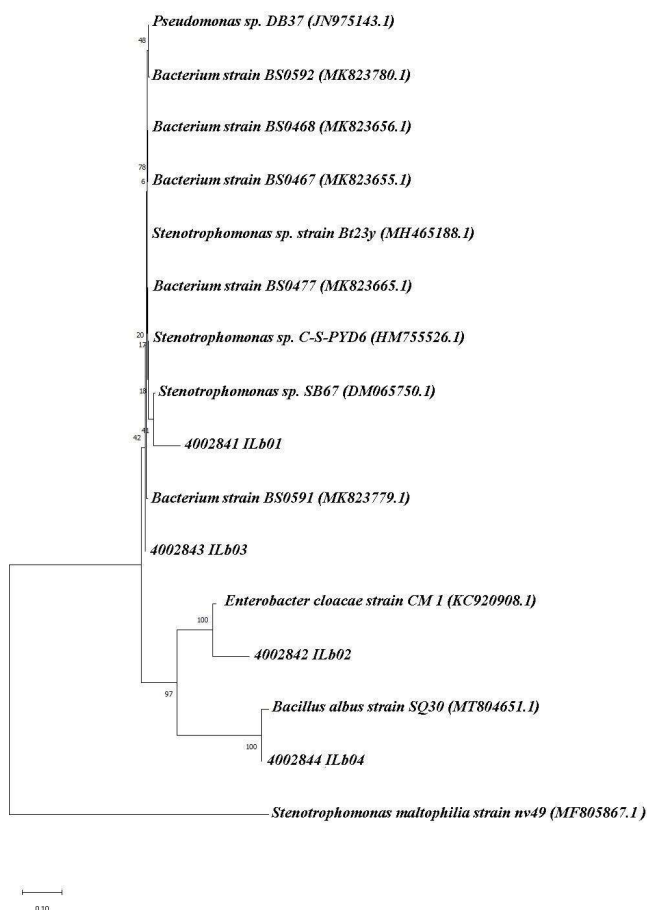 Pseudomonas sp. DB37 (JN975143.1)
48
Bacterium strain BS0592 (MK823780.1)
Bacterium strain BS0468 (MK823656.1)
78
6
Bacterium strain BS0467 (MK823655.1)
Stenotrophomonas sp. strain Bt23y (MH465188.1)
Bacterium strain BS0477 (MK823665.1)
20
17
Stenotrophomonas sp. C-S-PYD6 (HM755526.1)
18
Stenotrophomonas sp. SB67 (DM065750.1)
41
42
4002841 ILb01
Bacterium strain BS0591 (MK823779.1)
4002843 ILb03
Enterobacter cloacae strain CM 1 (KC920908.1)
100
4002842 ILb02
97
Bacillus albus strain SQ30 (MT804651.1)
100
4002844 ILb04
Stenotrophomonas maltophilia strain nv49 (MF805867.1 )
0.10